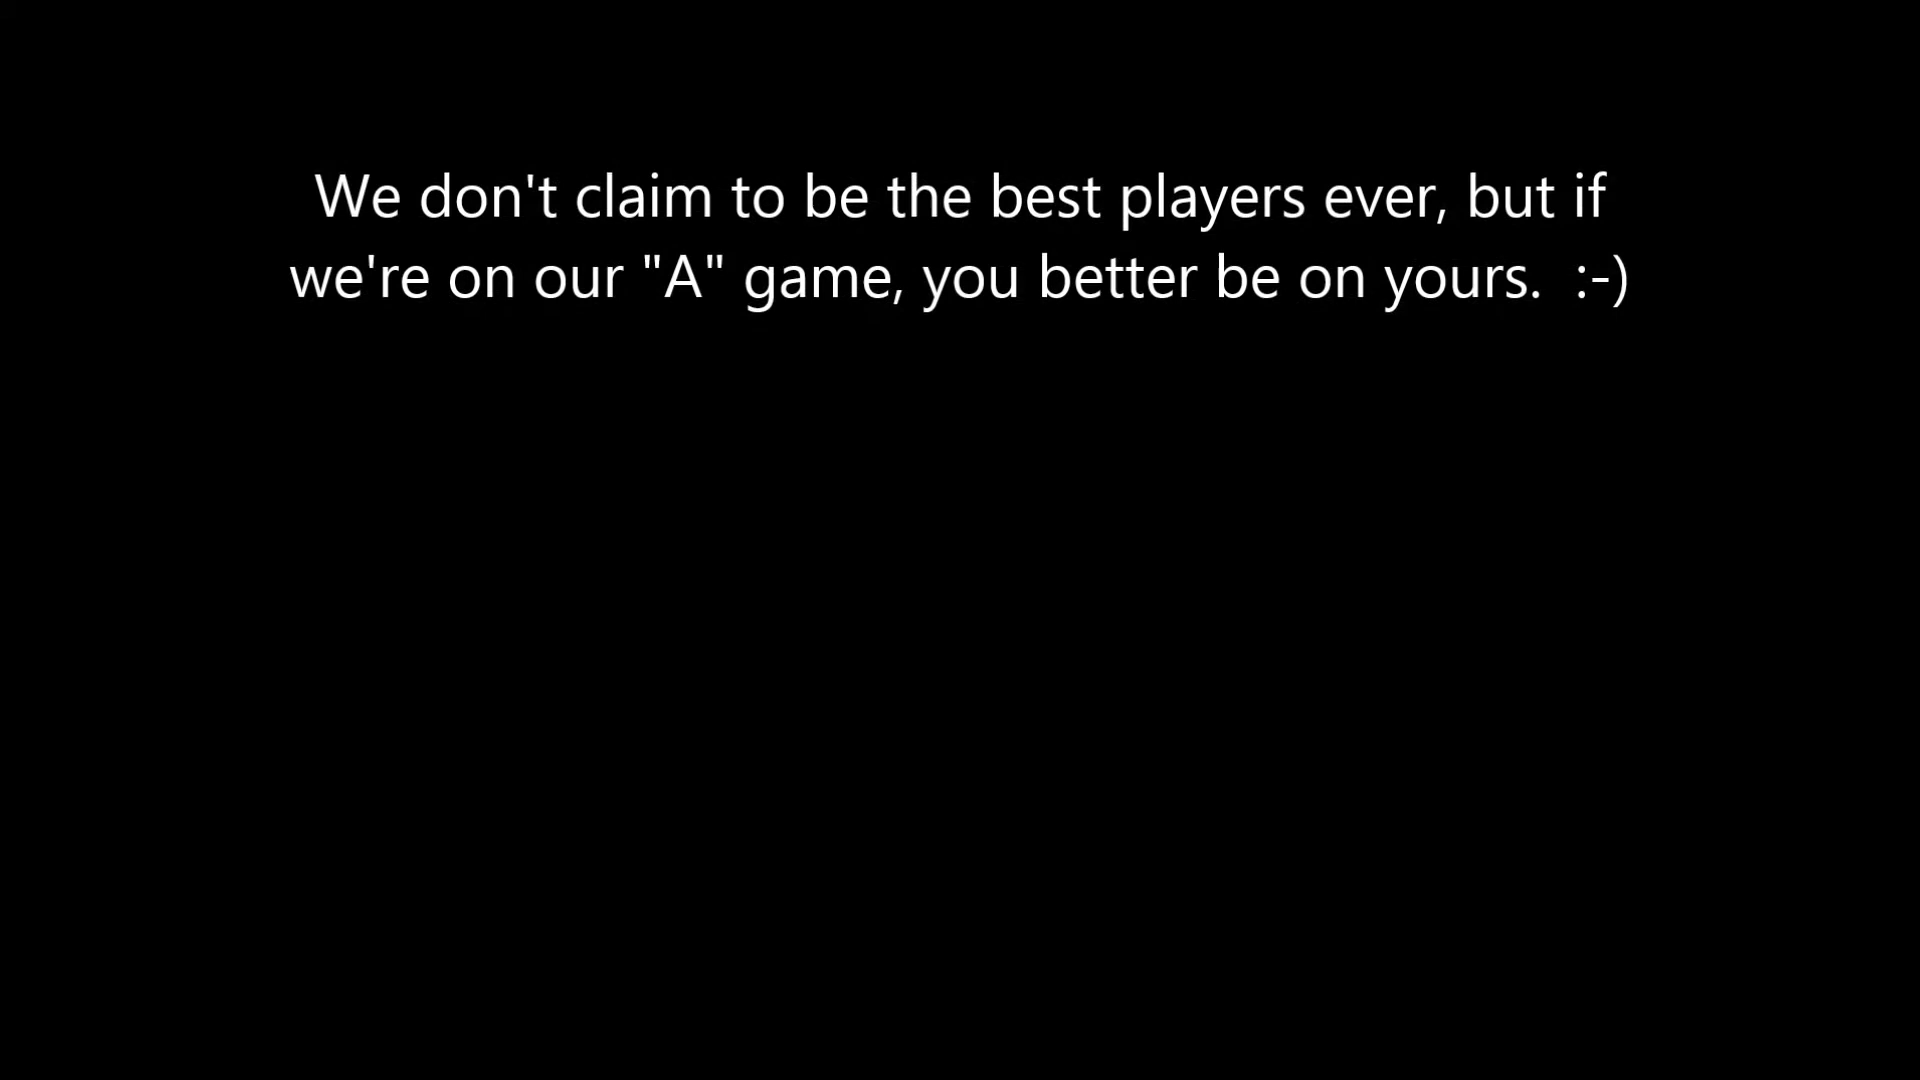 We don't claim to be the best players ever, but if
we're on our "A" game, you better be on yours.  :-)